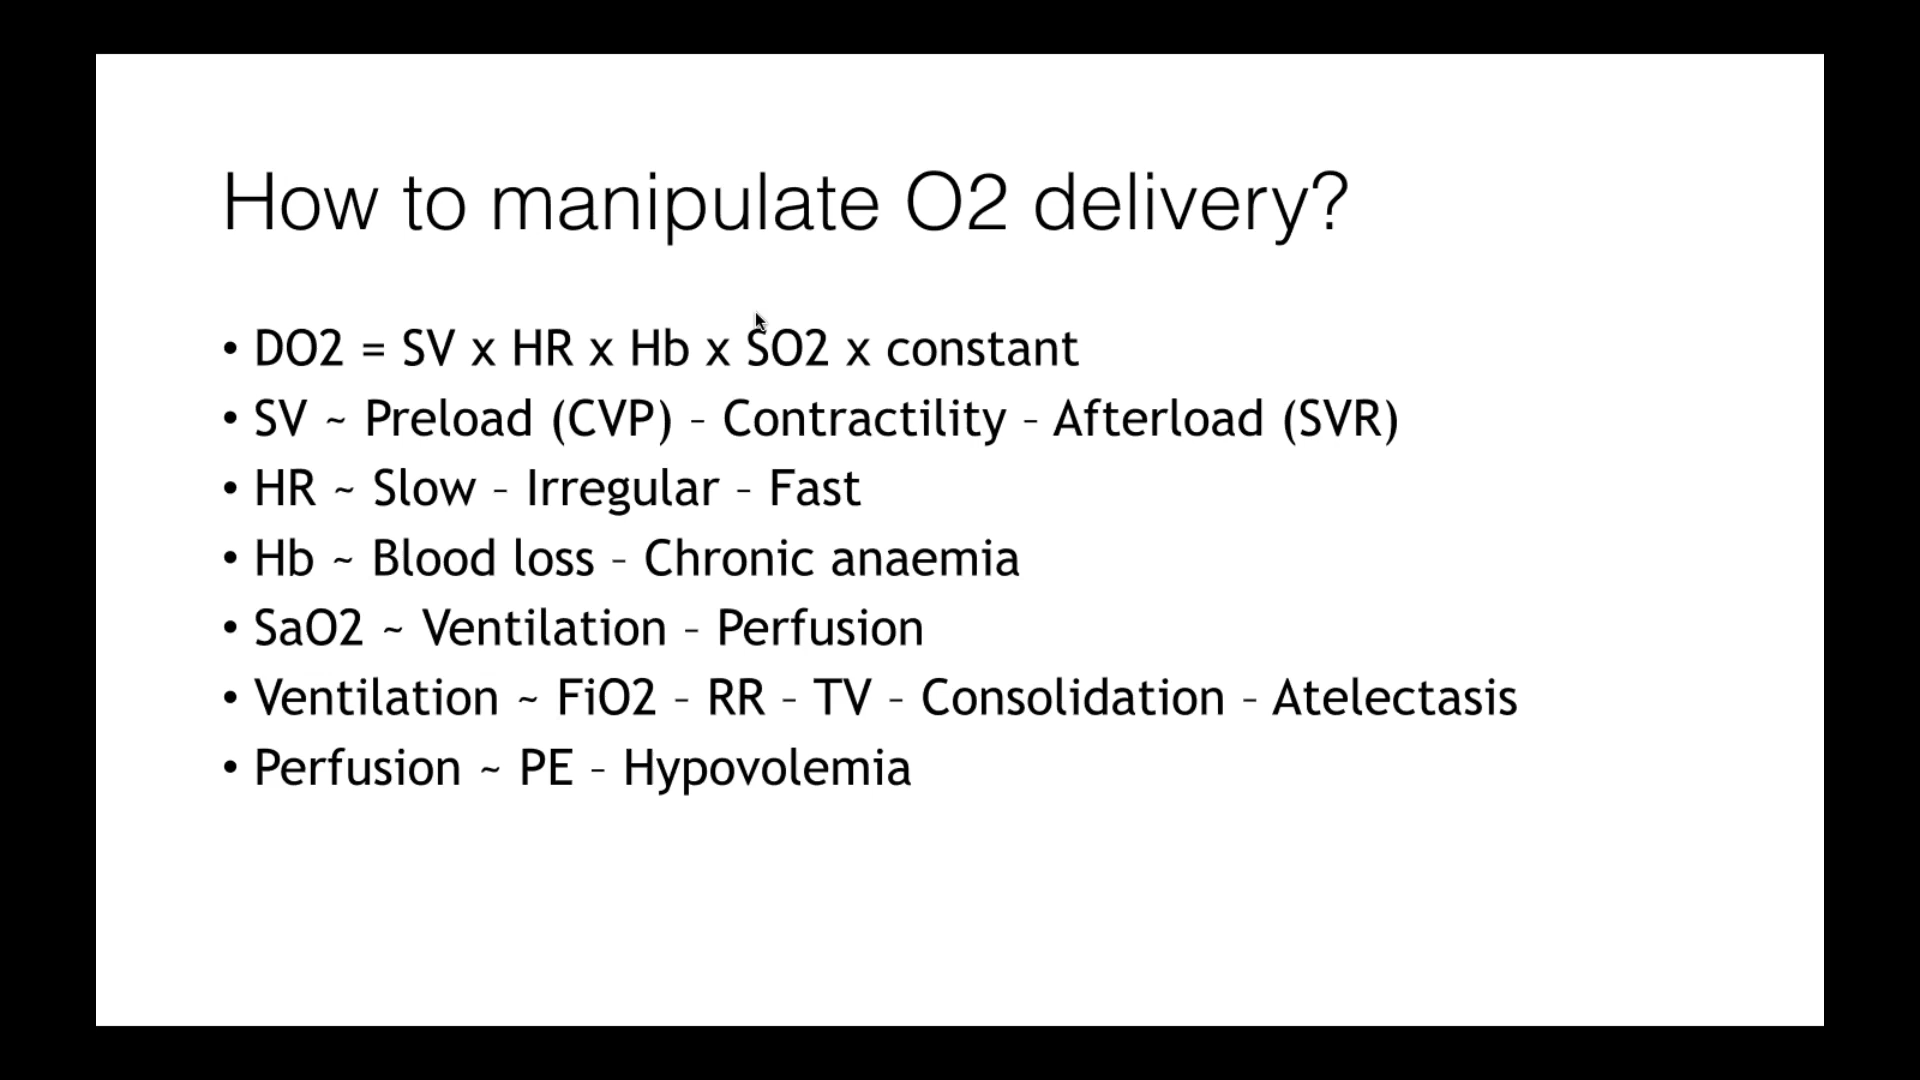 How to manipulate O2 delivery?
• DO2 = SV x HR x Hb x SO2 x constant
• SV ~ Preload (CVP) – Contractility – Afterload (SVR)
• HR ~ Slow – Irregular – Fast
• Hb ~ Blood loss – Chronic anaemia
• SaO2 ~ Ventilation – Perfusion
• Ventilation ~ FiO2 – RR – TV – Consolidation – Atelectasis
• Perfusion ~ PE – Hypovolemia